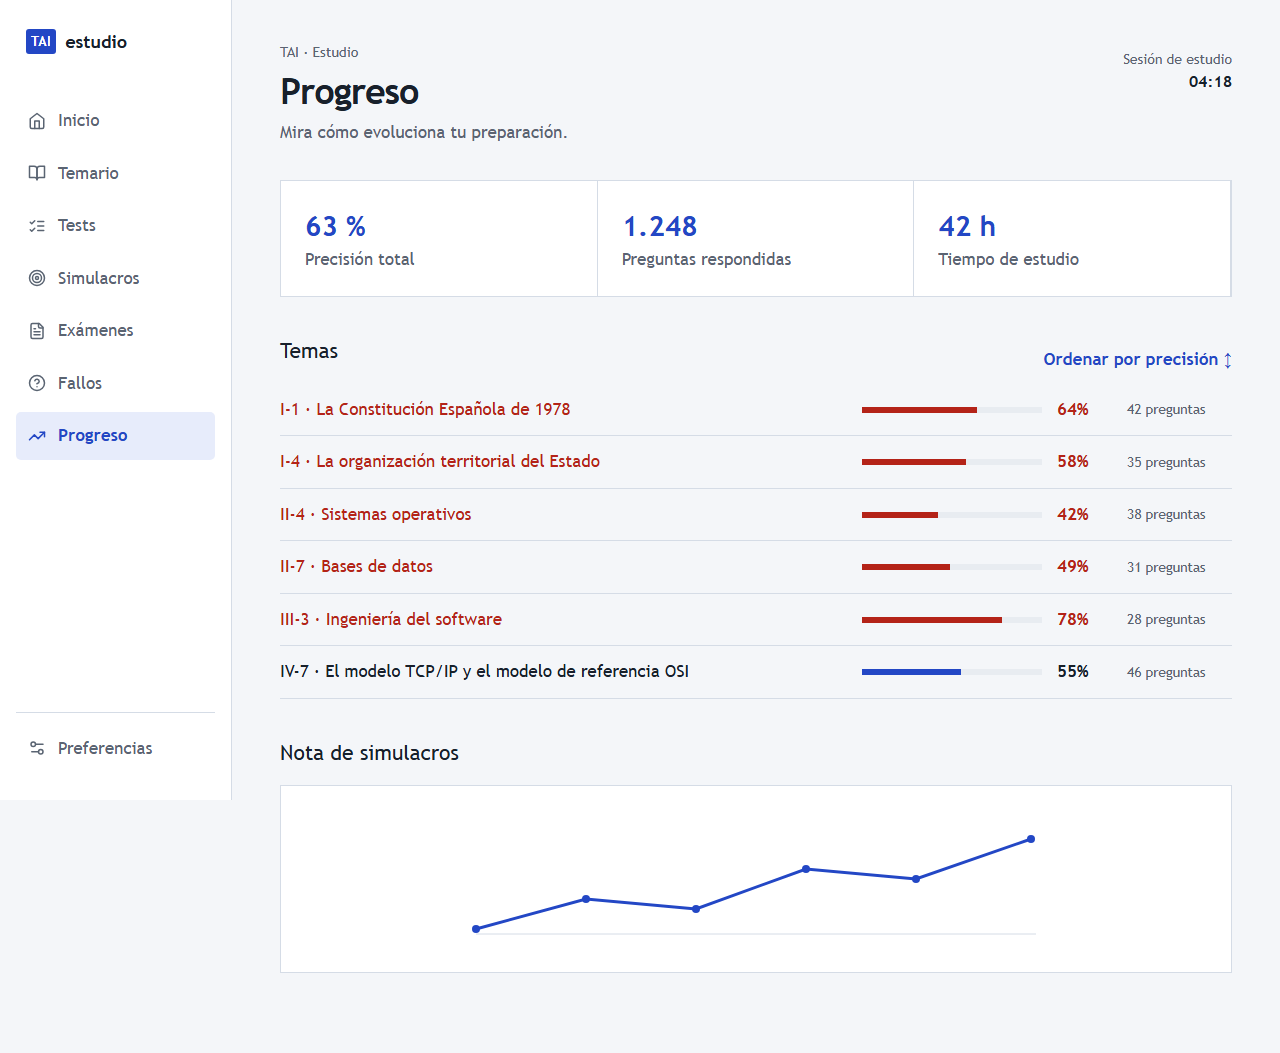 TAI estudio
Inicio
Temario
Tests
Simulacros
Exámenes
Fallos
Progreso
Preferencias
TAI · Estudio
Progreso
Mira cómo evoluciona tu preparación.
Sesión de estudio
04:18
63 %
Precisión total
1.248
Preguntas respondidas
42 h
Tiempo de estudio
Temas
Ordenar por precisión ↕
I-1 · La Constitución Española de 1978 64% 42 preguntas
I-4 · La organización territorial del Estado 58% 35 preguntas
II-4 · Sistemas operativos 42% 38 preguntas
II-7 · Bases de datos 49% 31 preguntas
III-3 · Ingeniería del software 78% 28 preguntas
IV-7 · El modelo TCP/IP y el modelo de referencia OSI 55% 46 preguntas
Nota de simulacros